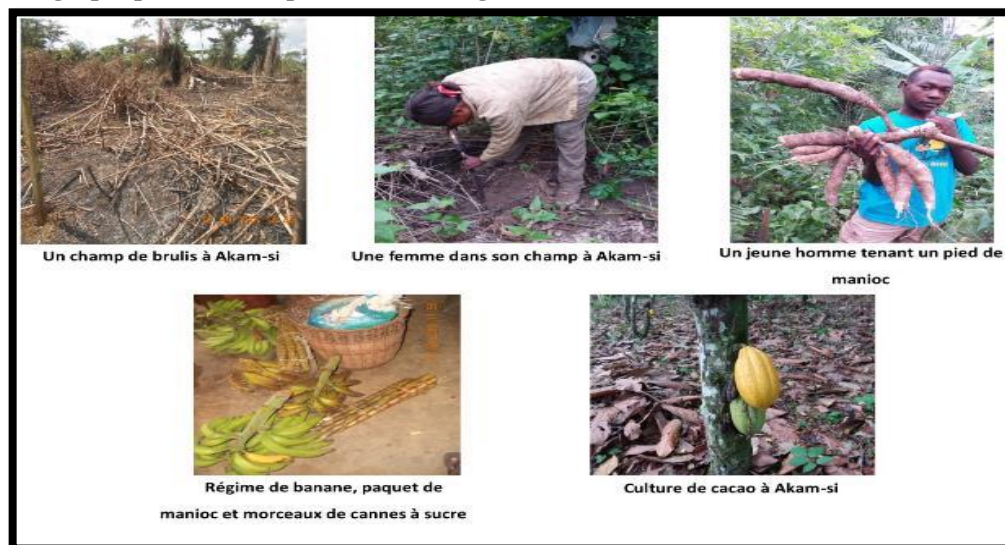 Un champ de brulis à Akam-si
Une femme dans son champ à Akam-si
Un jeune homme tenant un pied de
manioc
Régime de banane, paquet de
manioc et morceaux de cannes à sucre
Culture de cacao à Akam-si